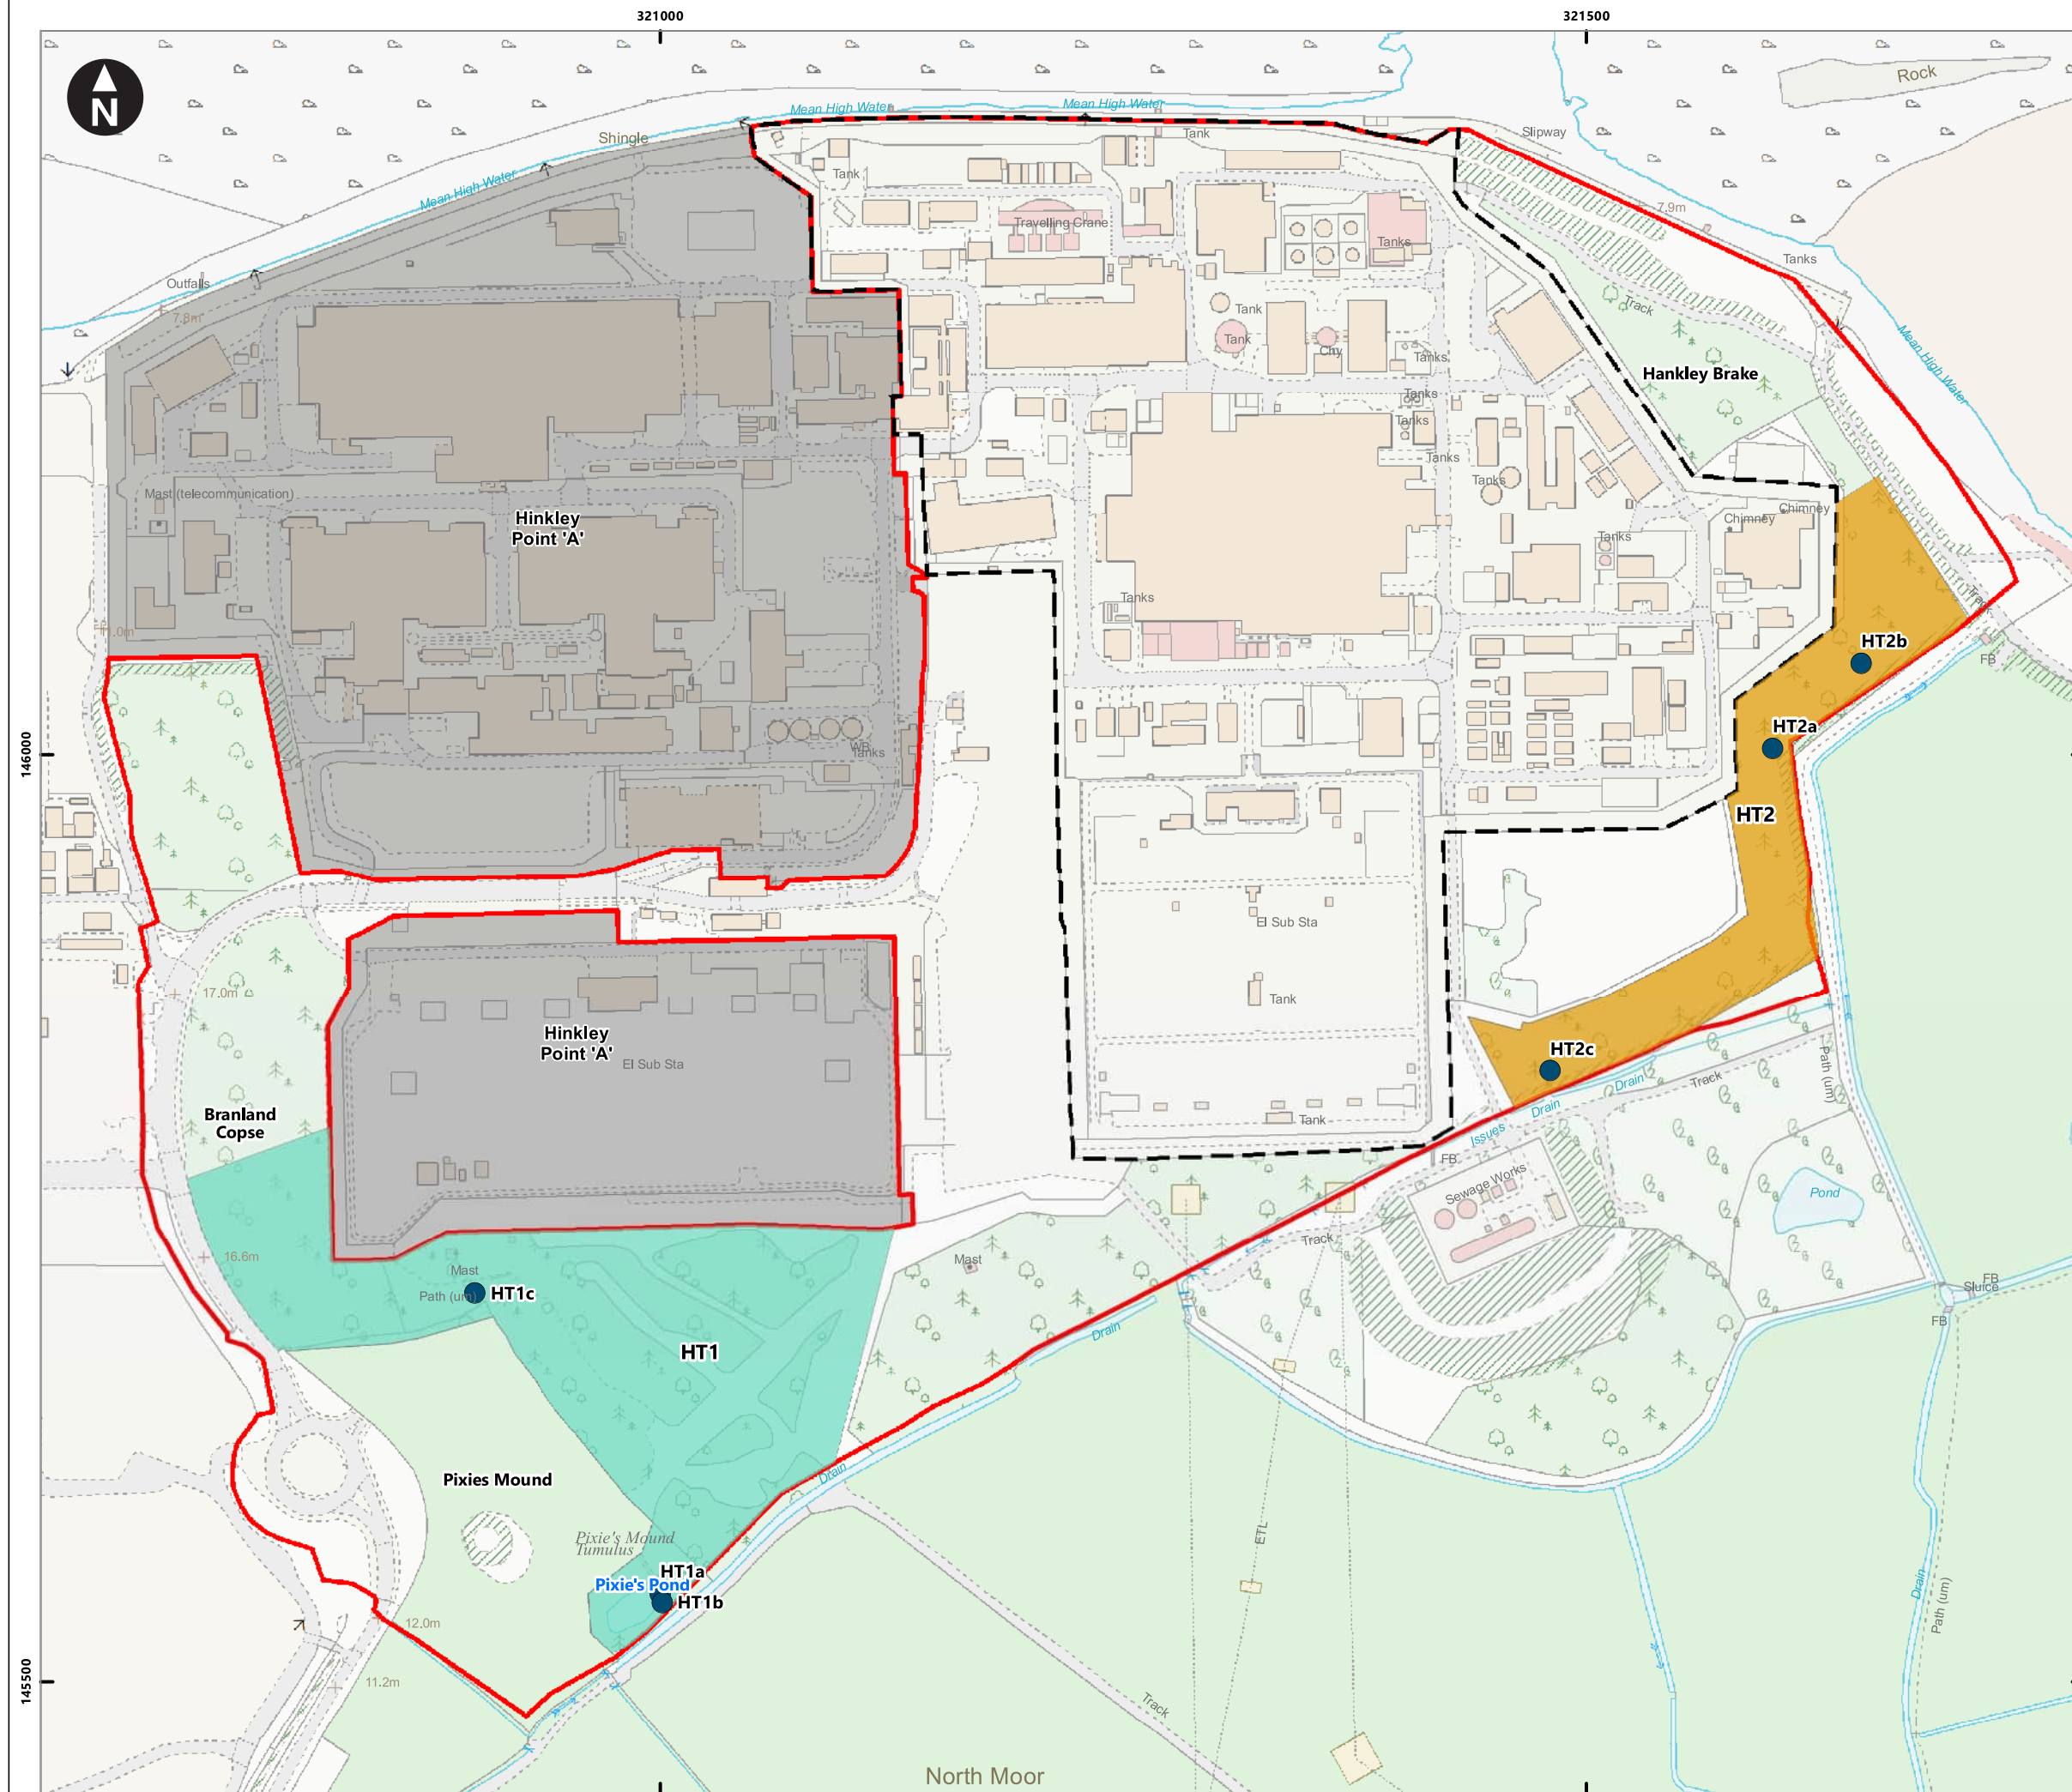 321000
321500
N
Rock
Mean High Water
Mean High Water
Shingle
Tank
Slipway
Tank
Mean High Water
7.9m
Travelling Crane
Tanks
Tanks
Outfalls
Track
Tank
7.8m
Tank
Chy
Tanks
Mean High Water
Hankley Brake
Tanks
Tanks
Tanks
Tanks
Mast (telecommunication)
Chimney
Chimney
Hinkley
Point 'A'
Tanks
Tanks
Track
11.0m
HT2b
FB
HT2a
WB
Tanks
146000
HT2
El Sub Sta
17.0m
Tank
Hinkley
Point 'A'
El Sub Sta
HT2c
Path (um)
Track
Drain
Drain
Branland
Copse
Tank
Issues
FB
Sewage Works
Pond
Track
16.6m
Mast
Mast
FB
Sluice
Path (um)
HT1c
FB
Drain
HT1
Drain
Pixies Mound
Pixie's Mound
Tumulus
ETL
HT1a
Pixie's Pond
HT1b
Drain
Path (um)
12.0m
145500
11.2m
Track
North Moor